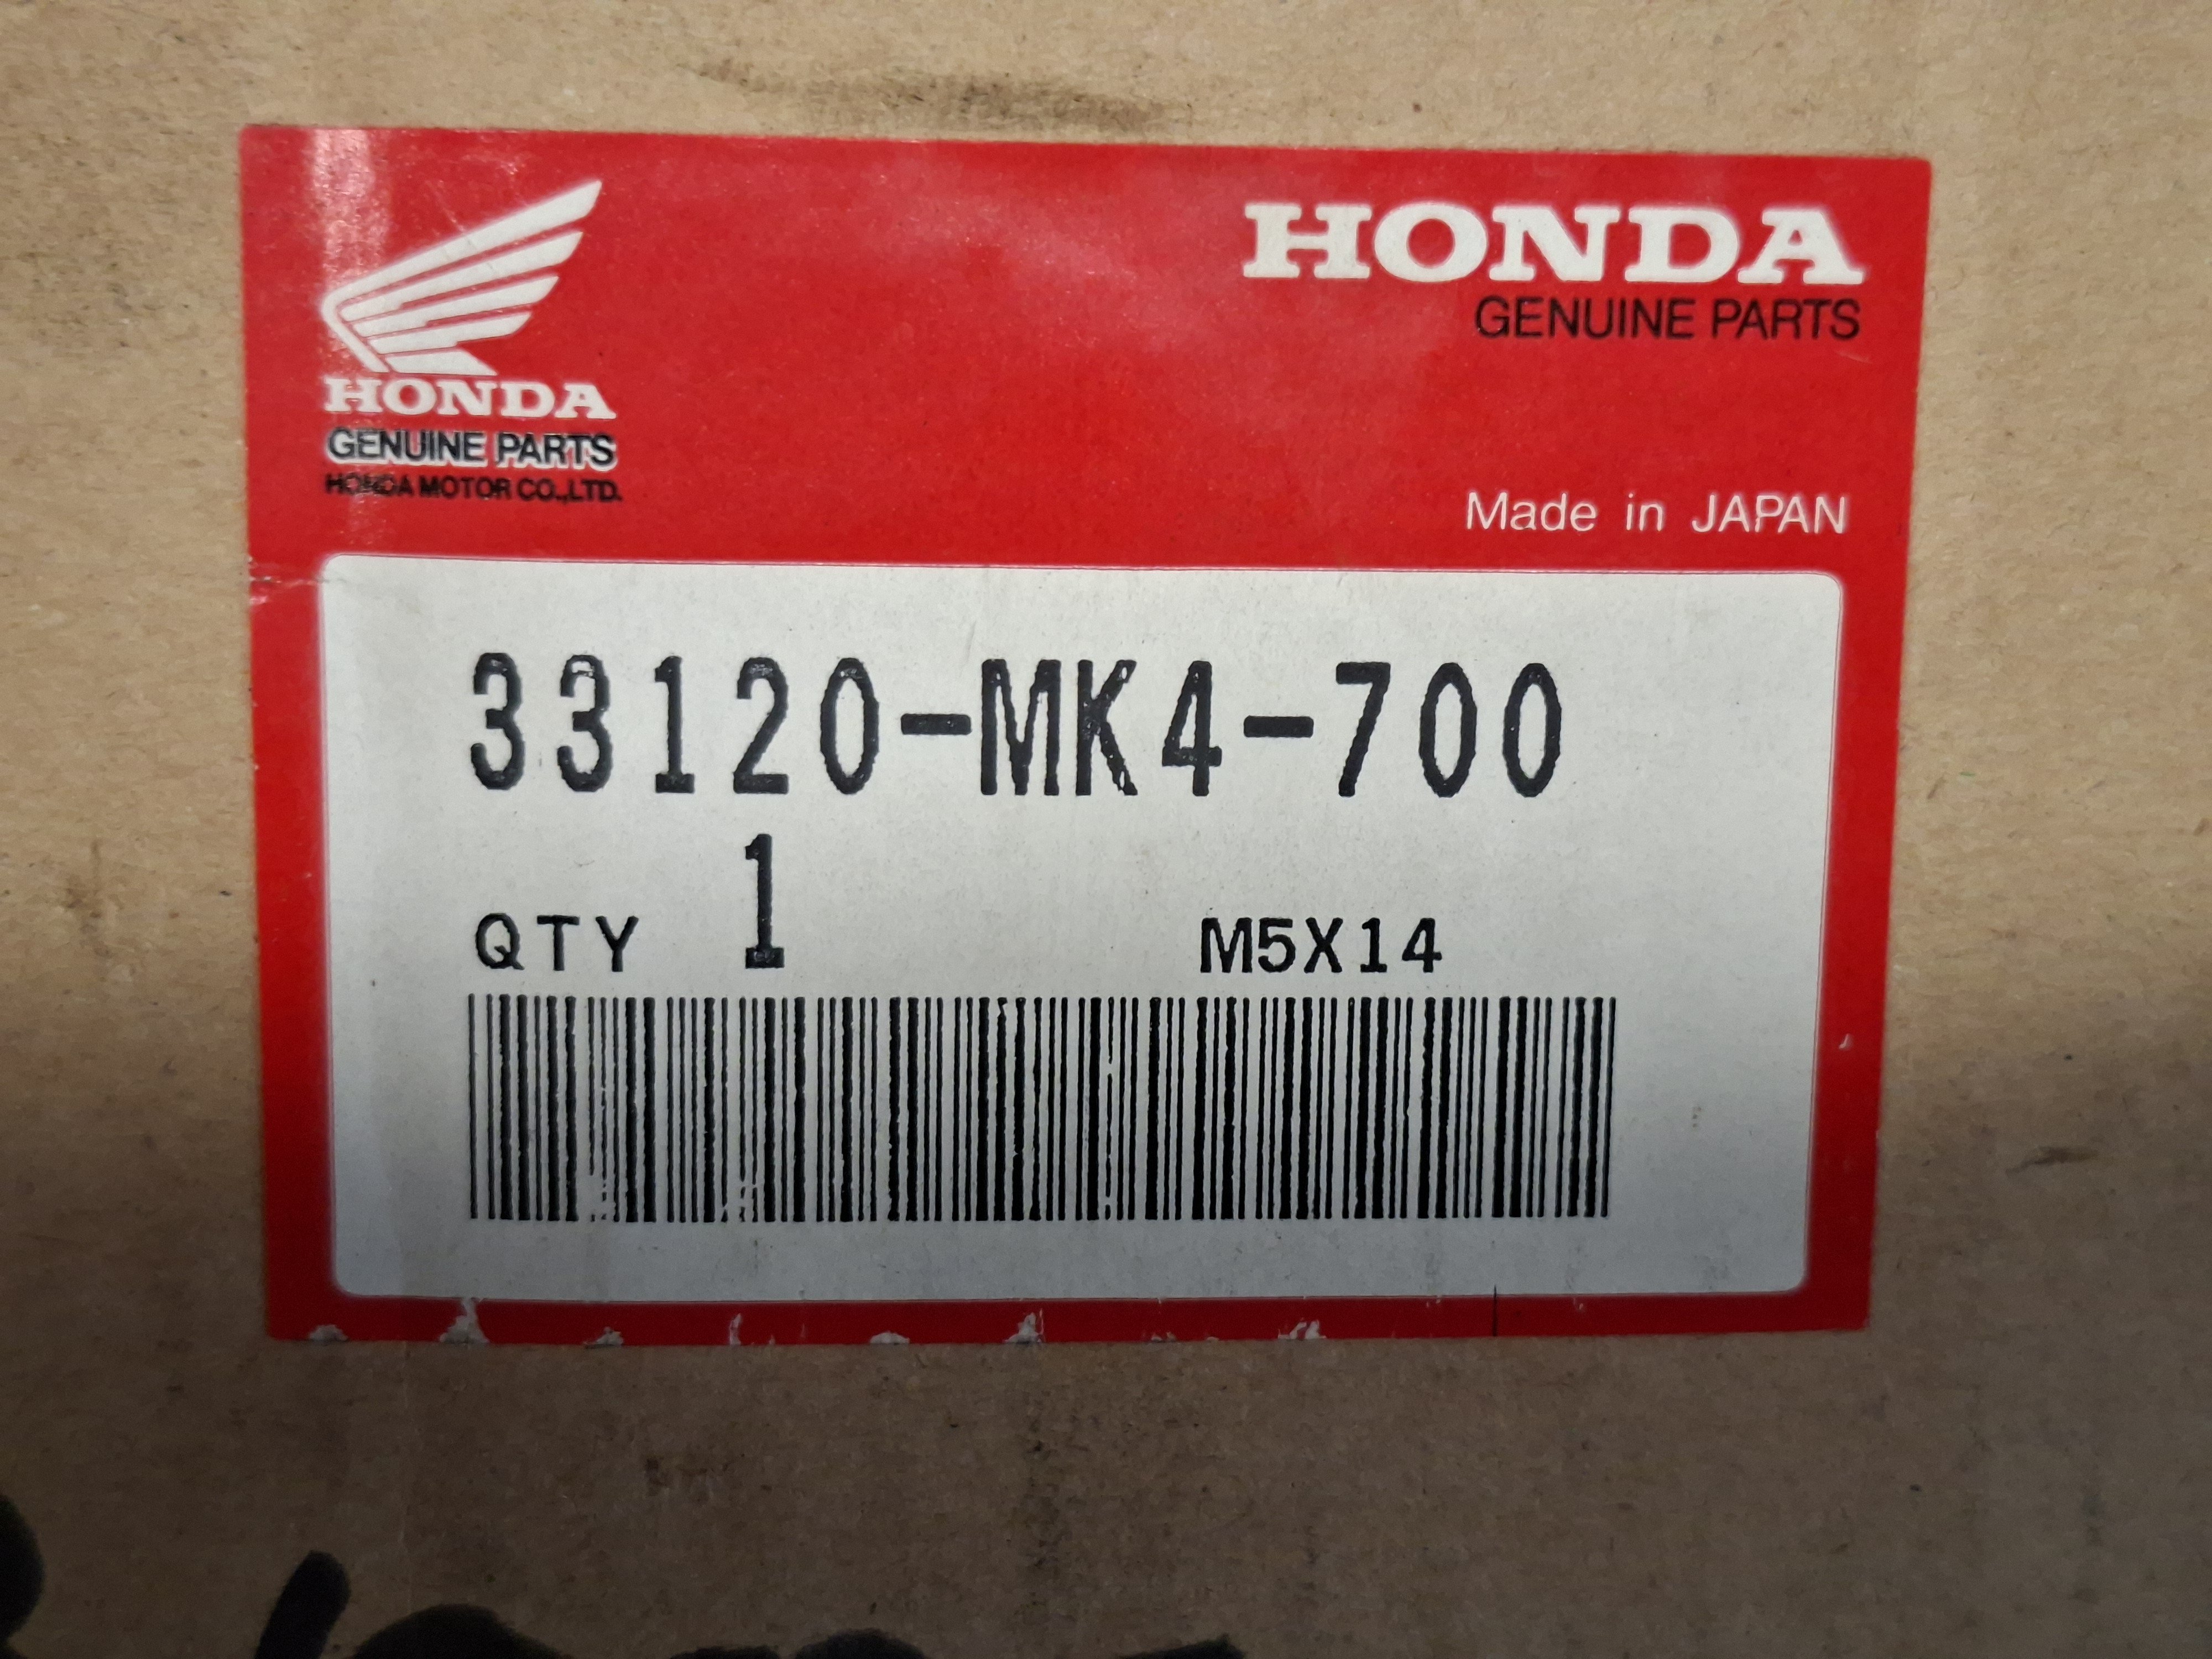 HONDA
GENUINE PARTS
HONDA
GENUINE PARTS
HONDA MOTOR CO.,LTD.
Made in JAPAN
33120-MK4-700
QTY 1 M5X14